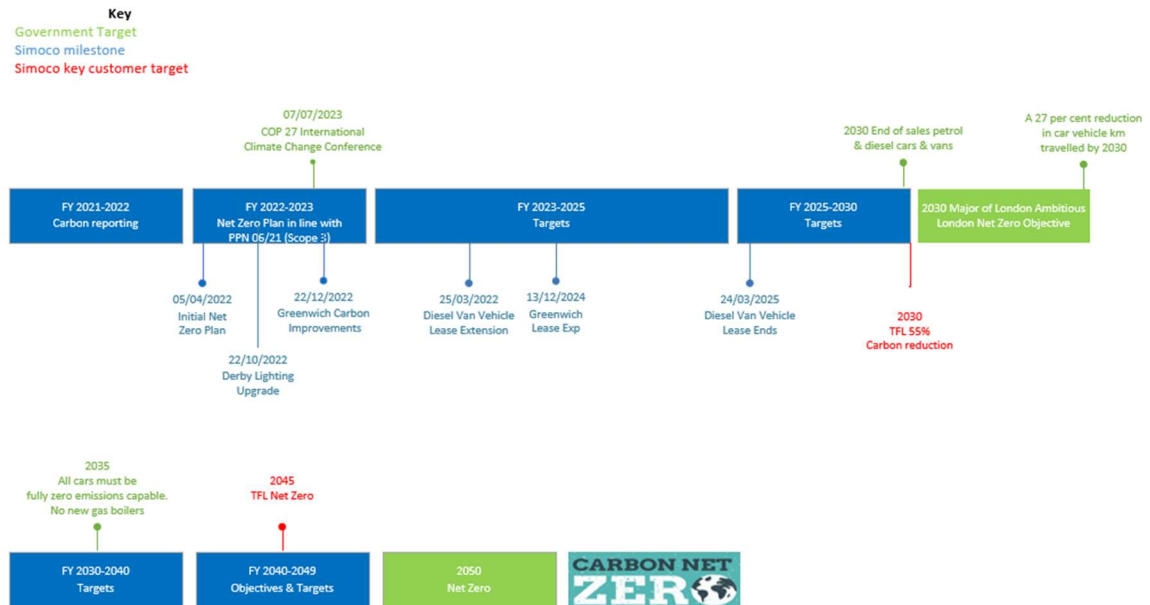 Key
Government Target
Simoco milestone
Simoco key customer target
07/07/2023
COP 27 International
Climate Change Conference
2030 End of sales petrol
& diesel cars & vans
A 27 per cent reduction
in car vehicle km
travelled by 2030
FY 2021-2022
Carbon reporting
FY 2022-2023
Net Zero Plan in line with
PPN 06/21 (Scope 3)
FY 2023-2025
Targets
FY 2025-2030
Targets
2030 Major of London Ambitious
London Net Zero Objective
05/04/2022
Initial Net
Zero Plan
22/10/2022
Derby Lighting
Upgrade
22/12/2022
Greenwich Carbon
Improvements
25/03/2022
Diesel Van Vehicle
Lease Extension
13/12/2024
Greenwich
Lease Exp
24/03/2025
Diesel Van Vehicle
Lease Ends
2030
TFL 55%
Carbon reduction
2035
All cars must be
fully zero emissions capable.
No new gas boilers
2045
TFL Net Zero
FY 2030-2040
Targets
FY 2040-2049
Objectives & Targets
2050
Net Zero
CARBON NET
ZERO